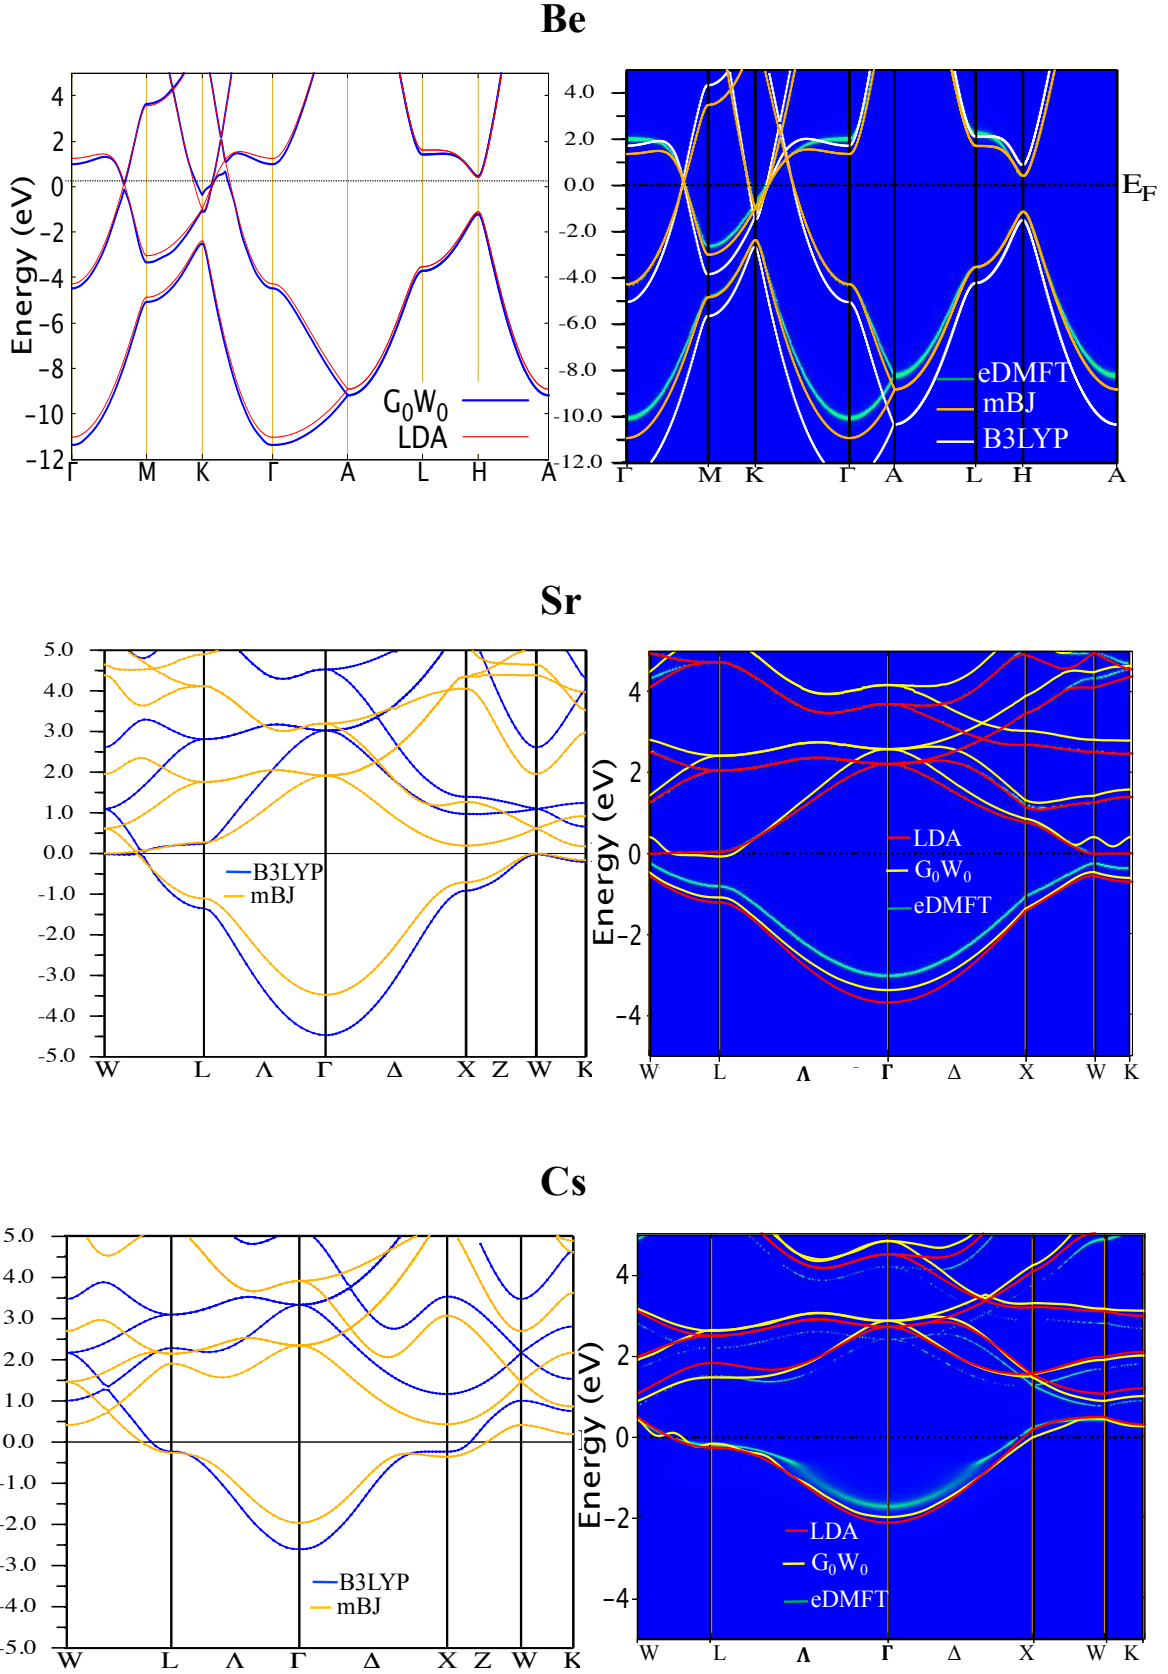 Be
4
2
0
−2
−4
−6
−8
−10
−12
Energy (eV)
G₀W₀
LDA
Γ M K Γ A L H A
4.0
2.0
0.0
-2.0
-4.0
-6.0
-8.0
-10.0
-12.0
E_F
eDMFT
mBJ
B3LYP
Γ M K Γ A L H A
Sr
5.0
4.0
3.0
2.0
1.0
0.0
-1.0
-2.0
-3.0
-4.0
-5.0
B3LYP
mBJ
W L Λ Γ Δ X Z W K
4
2
0
−2
−4
Energy (eV)
LDA
G₀W₀
eDMFT
W L Λ Γ Δ X W K
Cs
5.0
4.0
3.0
2.0
1.0
0.0
-1.0
-2.0
-3.0
-4.0
-5.0
B3LYP
mBJ
W L Λ Γ Δ X Z W K
4
2
0
−2
−4
Energy (eV)
LDA
G₀W₀
eDMFT
W L Λ Γ Δ X W K